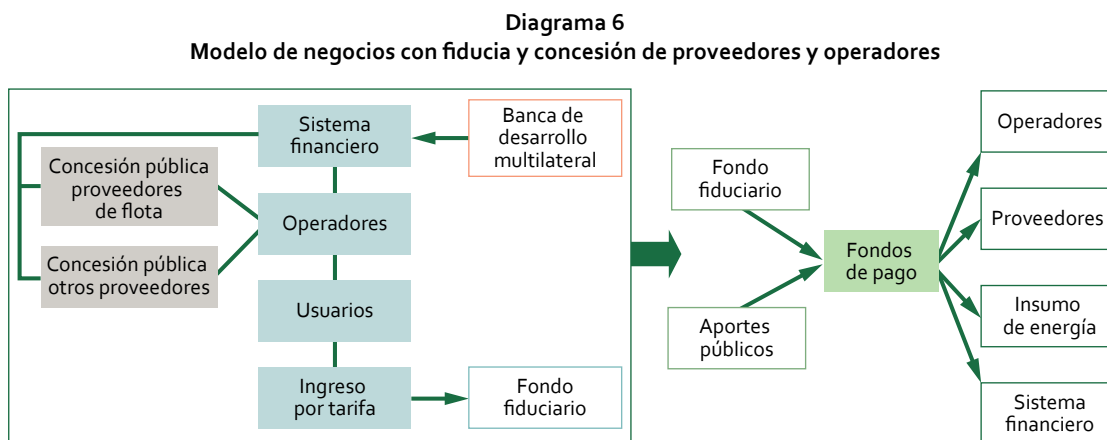 Diagrama 6
Modelo de negocios con fiducia y concesión de proveedores y operadores
Sistema
financiero
Banca de
desarrollo
multilateral
Concesión pública
proveedores
de flota
Operadores
Concesión pública
otros proveedores
Usuarios
Ingreso
por tarifa
Fondo
fiduciario
Fondo
fiduciario
Aportes
públicos
Fondos
de pago
Operadores
Proveedores
Insumo
de energía
Sistema
financiero